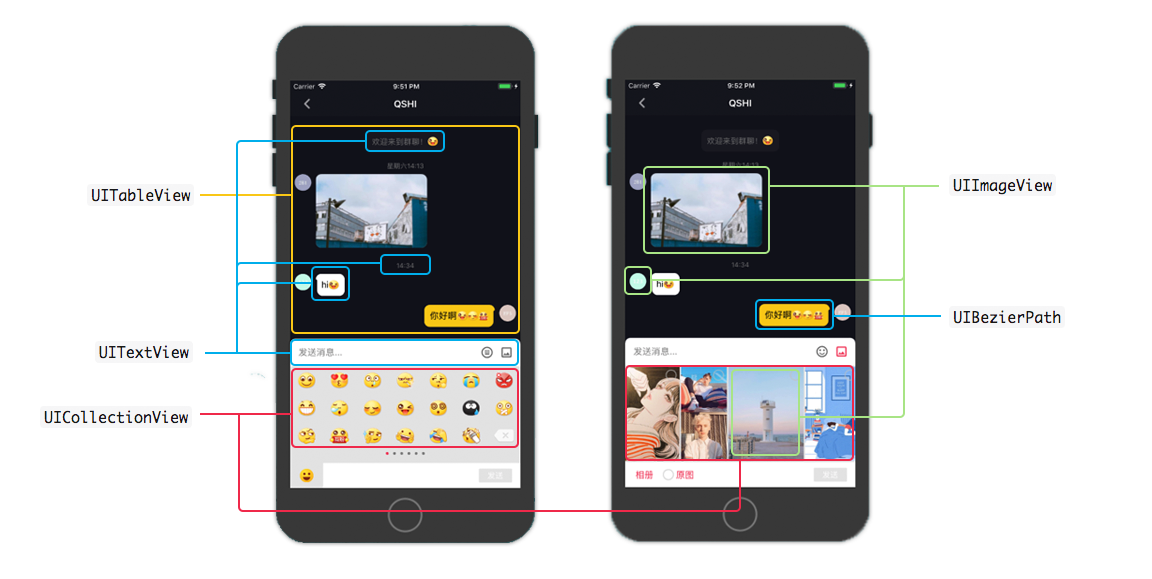 Carrier
9:51 PM
QSHI
欢迎来到群聊!
星期六14:13
14:34
hi
你好啊
发送消息...
发送
Carrier
9:52 PM
QSHI
欢迎来到群聊!
星期六14:13
14:34
hi
你好啊
发送消息...
相册
原图
发送
UITableView
UITextView
UICollectionView
UIImageView
UIBezierPath